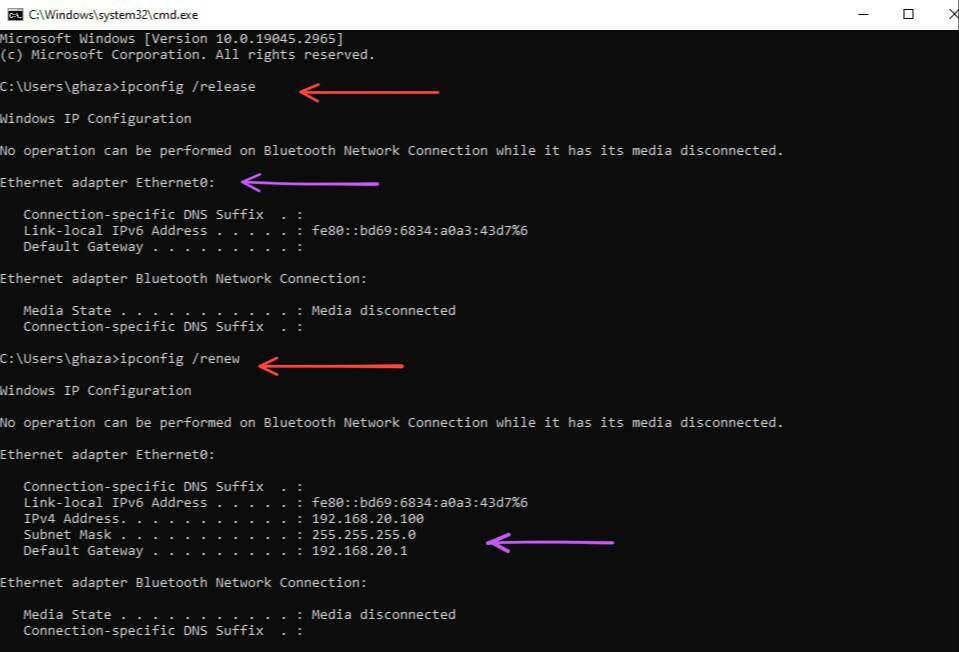 C:\Windows\system32\cmd.exe
Microsoft Windows [Version 10.0.19045.2965]
(c) Microsoft Corporation. All rights reserved.
C:\Users\ghaza>ipconfig /release
Windows IP Configuration
No operation can be performed on Bluetooth Network Connection while it has its media disconnected.
Ethernet adapter Ethernet0:
Connection-specific DNS Suffix  . :
Link-local IPv6 Address . . . . . : fe80::bd69:6834:a0a3:43d7%6
Default Gateway . . . . . . . . . :
Ethernet adapter Bluetooth Network Connection:
Media State . . . . . . . . . . . : Media disconnected
Connection-specific DNS Suffix  . :
C:\Users\ghaza>ipconfig /renew
Windows IP Configuration
No operation can be performed on Bluetooth Network Connection while it has its media disconnected.
Ethernet adapter Ethernet0:
Connection-specific DNS Suffix  . :
Link-local IPv6 Address . . . . . : fe80::bd69:6834:a0a3:43d7%6
IPv4 Address. . . . . . . . . . . : 192.168.20.100
Subnet Mask . . . . . . . . . . . : 255.255.255.0
Default Gateway . . . . . . . . . : 192.168.20.1
Ethernet adapter Bluetooth Network Connection:
Media State . . . . . . . . . . . : Media disconnected
Connection-specific DNS Suffix  . :